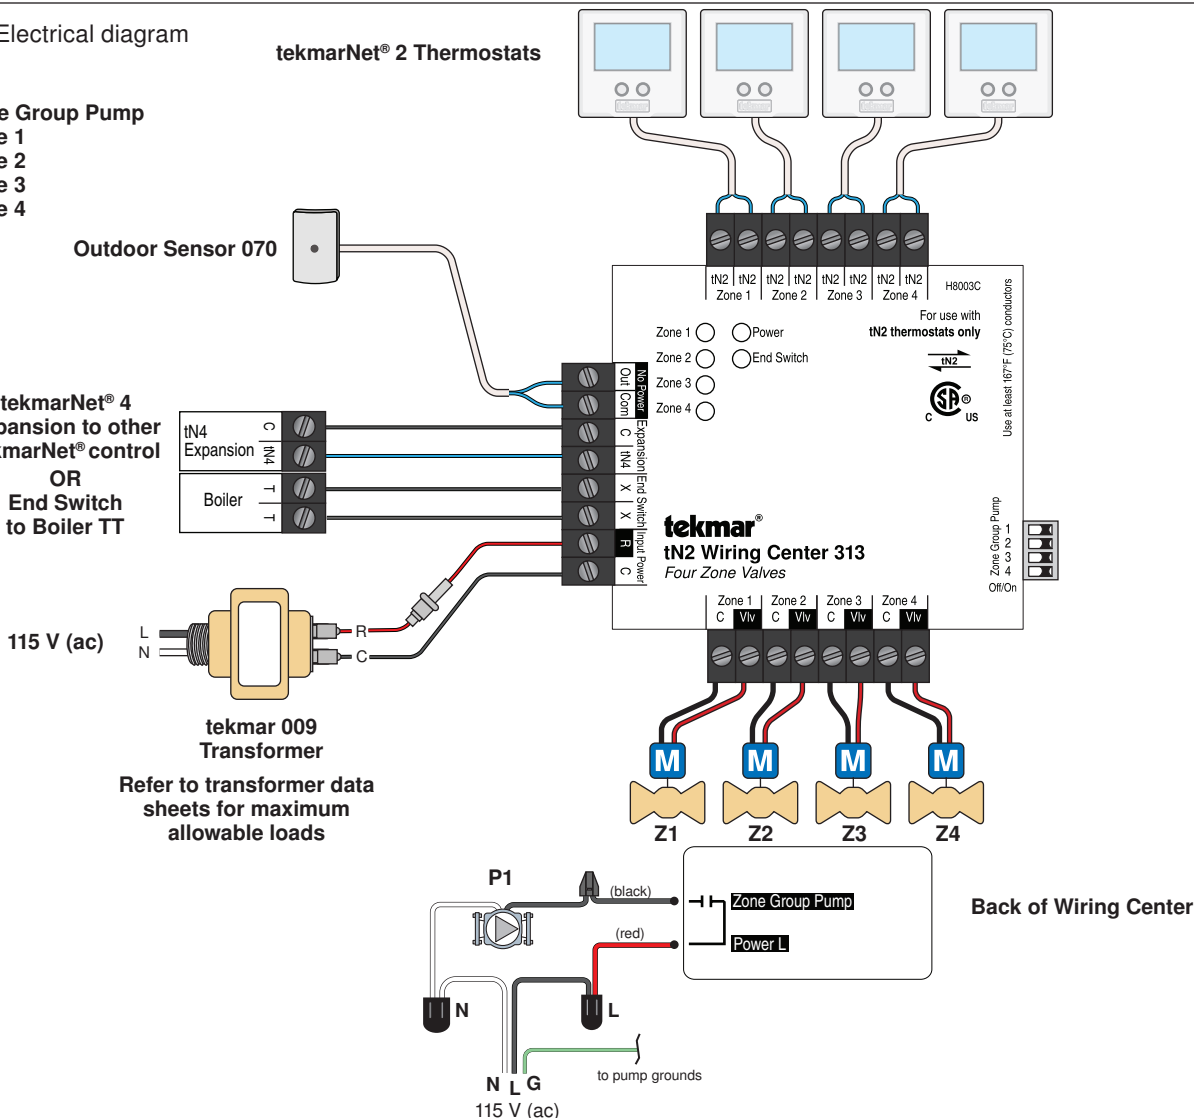 Electrical diagram
tekmarNet® 2 Thermostats
e Group Pump
e 1
e 2
e 3
e 4
tekmar
tekmar
tekmar
tekmar
Outdoor Sensor 070
tN2 tN2 tN2 tN2 tN2 tN2 tN2 tN2
Zone 1 Zone 2 Zone 3 Zone 4
H8003C
For use with
tN2 thermostats only
tN2
C US
Use at least 167°F (75°C) conductors
Zone 1
Zone 2
Zone 3
Zone 4
Power
End Switch
Out
Com
No Power
C
tN4
Expansion
X
X
End Switch
R
C
Input Power
tekmarNet® 4
pansion to other
kmarNet® control
OR
End Switch
to Boiler TT
tN4
Expansion
C
tN4
Boiler
T
T
tekmar®
tN2 Wiring Center 313
Four Zone Valves
Zone Group Pump
1
2
3
4
Off/On
Zone 1 Zone 2 Zone 3 Zone 4
C Vlv C Vlv C Vlv C Vlv
115 V (ac)
L
N
R
C
tekmar 009
Transformer
Refer to transformer data
sheets for maximum
allowable loads
M M M M
Z1 Z2 Z3 Z4
P1
(black)
(red)
Zone Group Pump
Power L
Back of Wiring Center
N
L
N L G
to pump grounds
115 V (ac)